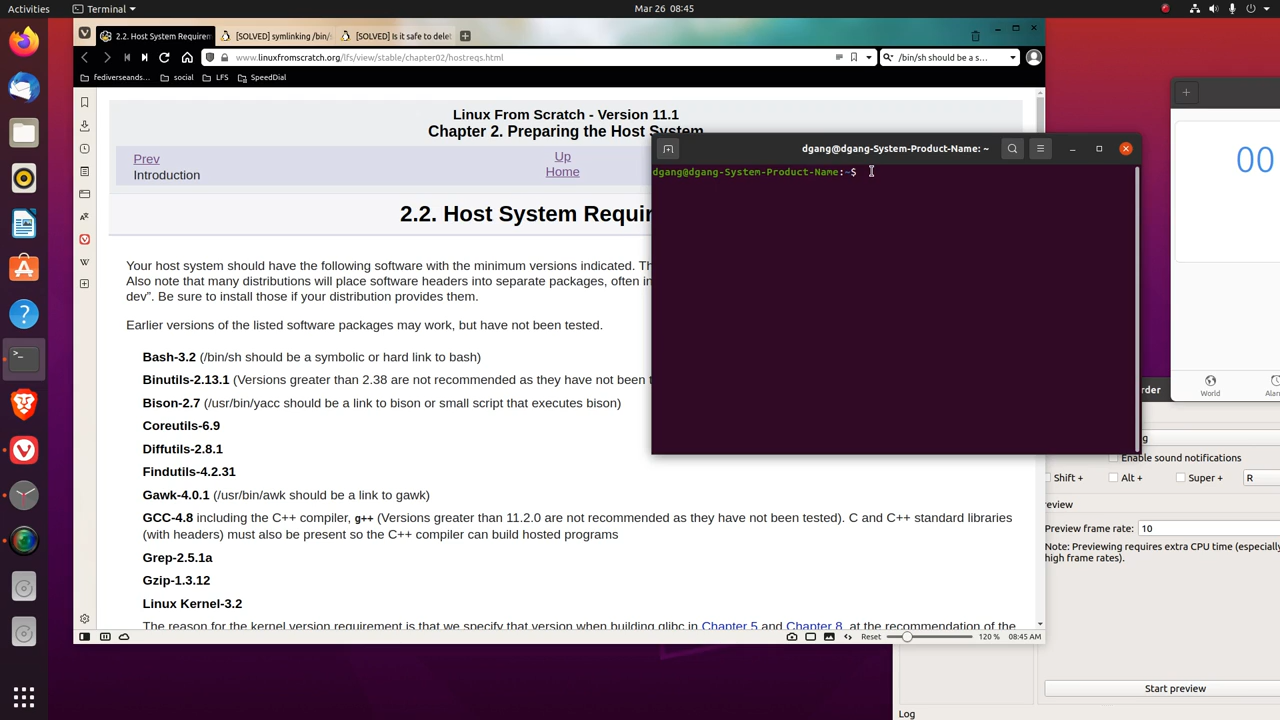 Activities
Terminal
Mar 26 08:45
2.2. Host System Requirem
[SOLVED] symlinking /bin/
[SOLVED] Is it safe to delet
www.linuxfromscratch.org/lfs/view/stable/chapter02/hostreqs.html
/bin/sh should be a s...
fediverseands...
social
LFS
SpeedDial
Linux From Scratch - Version 11.1
Chapter 2. Preparing the Host System
Prev
Up
Introduction
Home
2.2. Host System Requir
Your host system should have the following software with the minimum versions indicated. Th
Also note that many distributions will place software headers into separate packages, often in
dev”. Be sure to install those if your distribution provides them.
Earlier versions of the listed software packages may work, but have not been tested.
Bash-3.2 (/bin/sh should be a symbolic or hard link to bash)
Binutils-2.13.1 (Versions greater than 2.38 are not recommended as they have not been t
Bison-2.7 (/usr/bin/yacc should be a link to bison or small script that executes bison)
Coreutils-6.9
Diffutils-2.8.1
Findutils-4.2.31
Gawk-4.0.1 (/usr/bin/awk should be a link to gawk)
GCC-4.8 including the C++ compiler, g++ (Versions greater than 11.2.0 are not recommended as they have not been tested). C and C++ standard libraries
(with headers) must also be present so the C++ compiler can build hosted programs
Grep-2.5.1a
Gzip-1.3.12
Linux Kernel-3.2
The reason for the kernel version requirement is that we specify that version when building glibc in Chapter 5 and Chapter 8, at the recommendation of the
Reset
120 %
08:45 AM
dgang@dgang-System-Product-Name: ~
dgang@dgang-System-Product-Name:~$
00
World
Alar
rder
g
Enable sound notifications
Shift +
Alt +
Super +
R
eview
Preview frame rate:
10
Note: Previewing requires extra CPU time (especially
high frame rates).
Start preview
Log